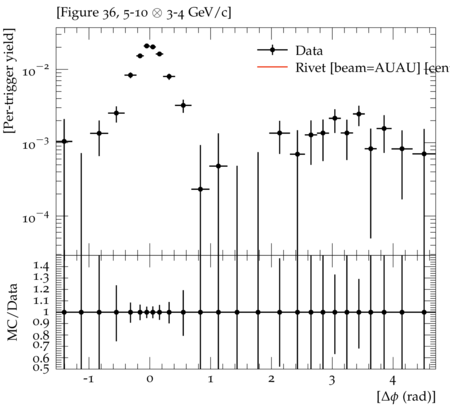 [Figure 36, 5-10 ⊗ 3-4 GeV/c]
[Per-trigger yield]
10⁻²
10⁻³
10⁻⁴
Data
Rivet [beam=AUAU] [cen
MC/Data
1.4
1.3
1.2
1.1
1
0.9
0.8
0.7
0.6
0.5
-1 0 1 2 3 4
[Δϕ (rad)]